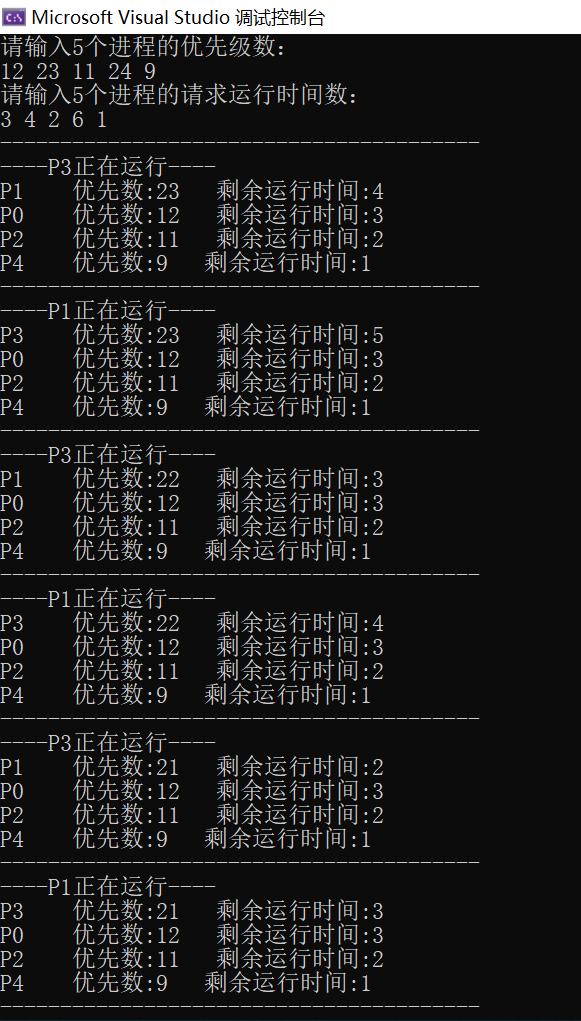 Microsoft Visual Studio 调试控制台
请输入5个进程的优先级数:
12 23 11 24 9
请输入5个进程的请求运行时间数:
3 4 2 6 1
----------------------------------------
----P3正在运行----
P1    优先数:23   剩余运行时间:4
P0    优先数:12   剩余运行时间:3
P2    优先数:11   剩余运行时间:2
P4    优先数:9   剩余运行时间:1
----------------------------------------
----P1正在运行----
P3    优先数:23   剩余运行时间:5
P0    优先数:12   剩余运行时间:3
P2    优先数:11   剩余运行时间:2
P4    优先数:9   剩余运行时间:1
----------------------------------------
----P3正在运行----
P1    优先数:22   剩余运行时间:3
P0    优先数:12   剩余运行时间:3
P2    优先数:11   剩余运行时间:2
P4    优先数:9   剩余运行时间:1
----------------------------------------
----P1正在运行----
P3    优先数:22   剩余运行时间:4
P0    优先数:12   剩余运行时间:3
P2    优先数:11   剩余运行时间:2
P4    优先数:9   剩余运行时间:1
----------------------------------------
----P3正在运行----
P1    优先数:21   剩余运行时间:2
P0    优先数:12   剩余运行时间:3
P2    优先数:11   剩余运行时间:2
P4    优先数:9   剩余运行时间:1
----------------------------------------
----P1正在运行----
P3    优先数:21   剩余运行时间:3
P0    优先数:12   剩余运行时间:3
P2    优先数:11   剩余运行时间:2
P4    优先数:9   剩余运行时间:1
----------------------------------------